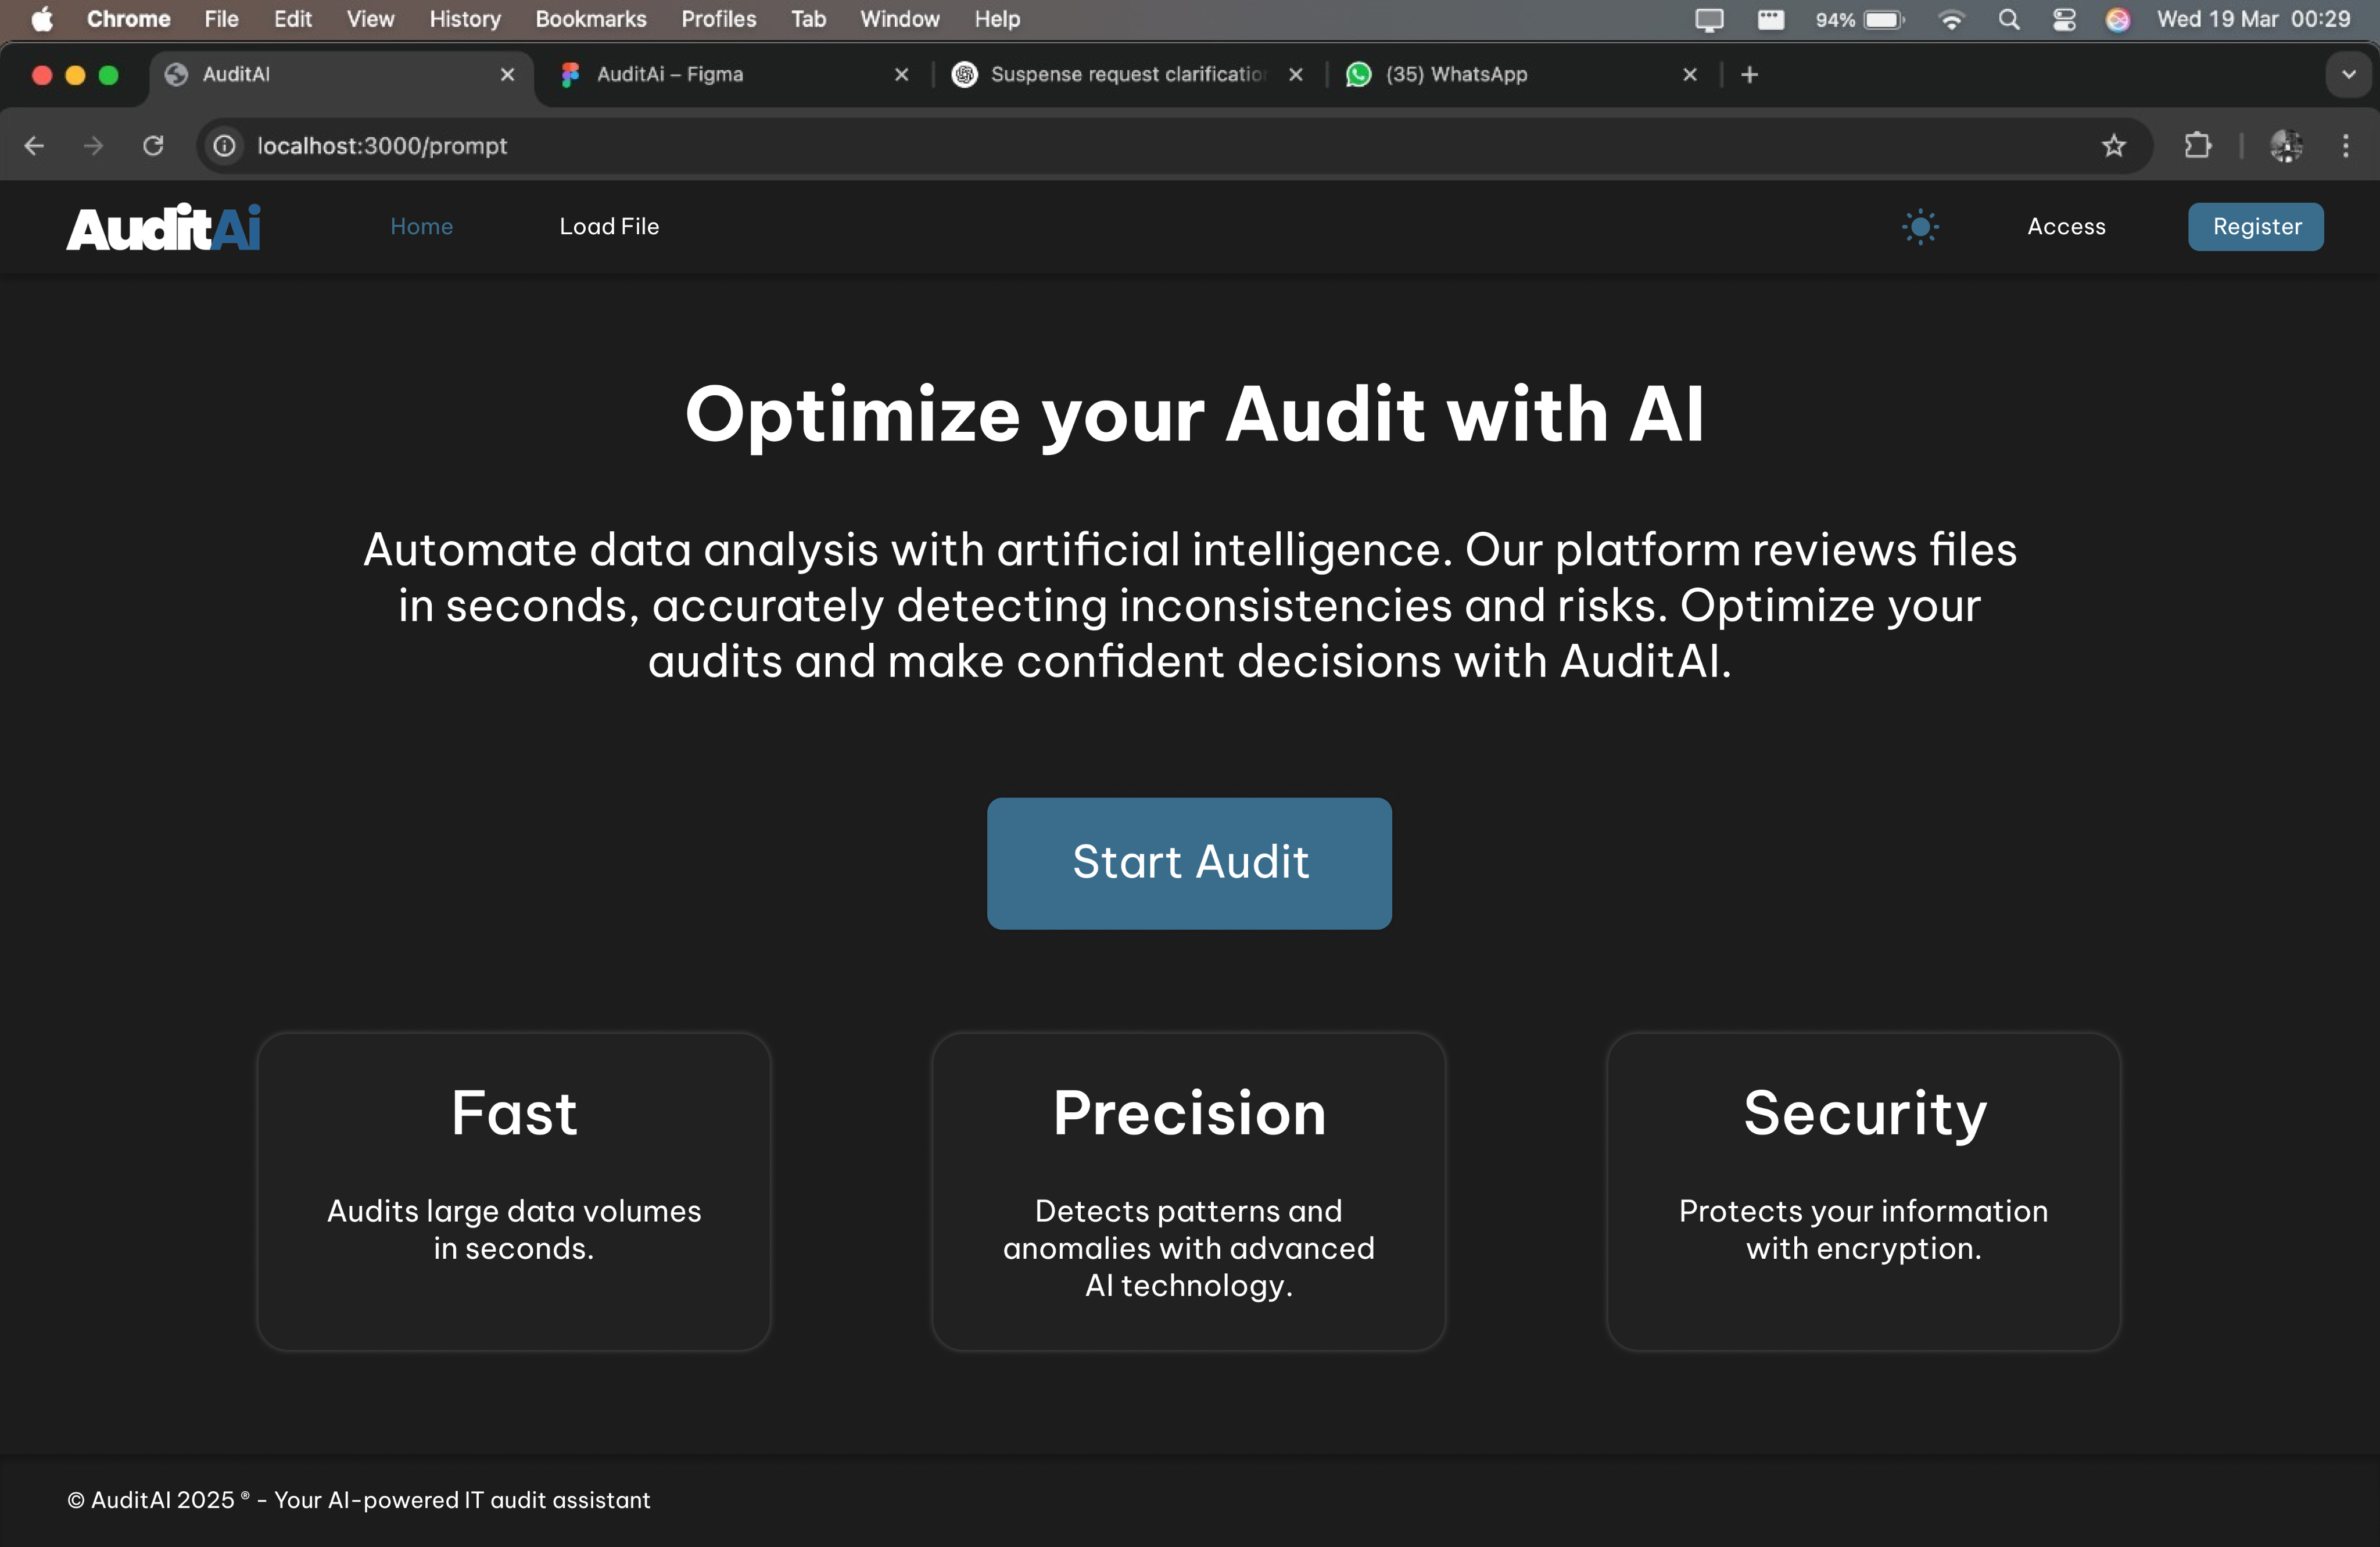 Chrome File Edit View History Bookmarks Profiles Tab Window Help 94% Wed 19 Mar 00:29
AuditAI AuditAi – Figma Suspense request clarification (35) WhatsApp
localhost:3000/prompt
AuditAi Home Load File Access Register
Optimize your Audit with AI
Automate data analysis with artificial intelligence. Our platform reviews files
in seconds, accurately detecting inconsistencies and risks. Optimize your
audits and make confident decisions with AuditAI.
Start Audit
Fast
Audits large data volumes
in seconds.
Precision
Detects patterns and
anomalies with advanced
AI technology.
Security
Protects your information
with encryption.
© AuditAI 2025 ® - Your AI-powered IT audit assistant